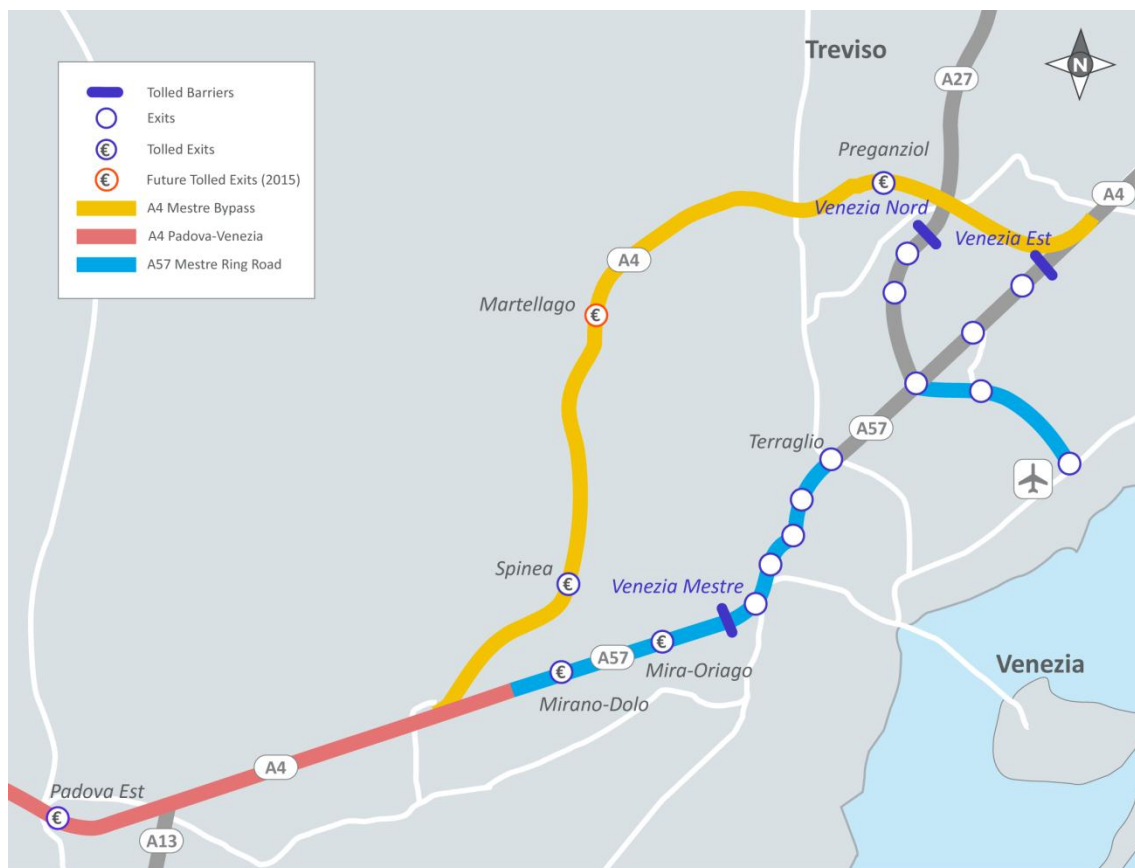 Treviso
Tolled Barriers
Exits
€ Tolled Exits
€ Future Tolled Exits (2015)
A4 Mestre Bypass
A4 Padova-Venezia
A57 Mestre Ring Road
N
A27
Preganziol
€
A4
Venezia Nord
Venezia Est
A4
Martellago
€
A57
Terraglio
Spinea
€
Venezia Mestre
€
A57
Mira-Oriago
Venezia
€
Mirano-Dolo
A4
Padova Est
€
A13